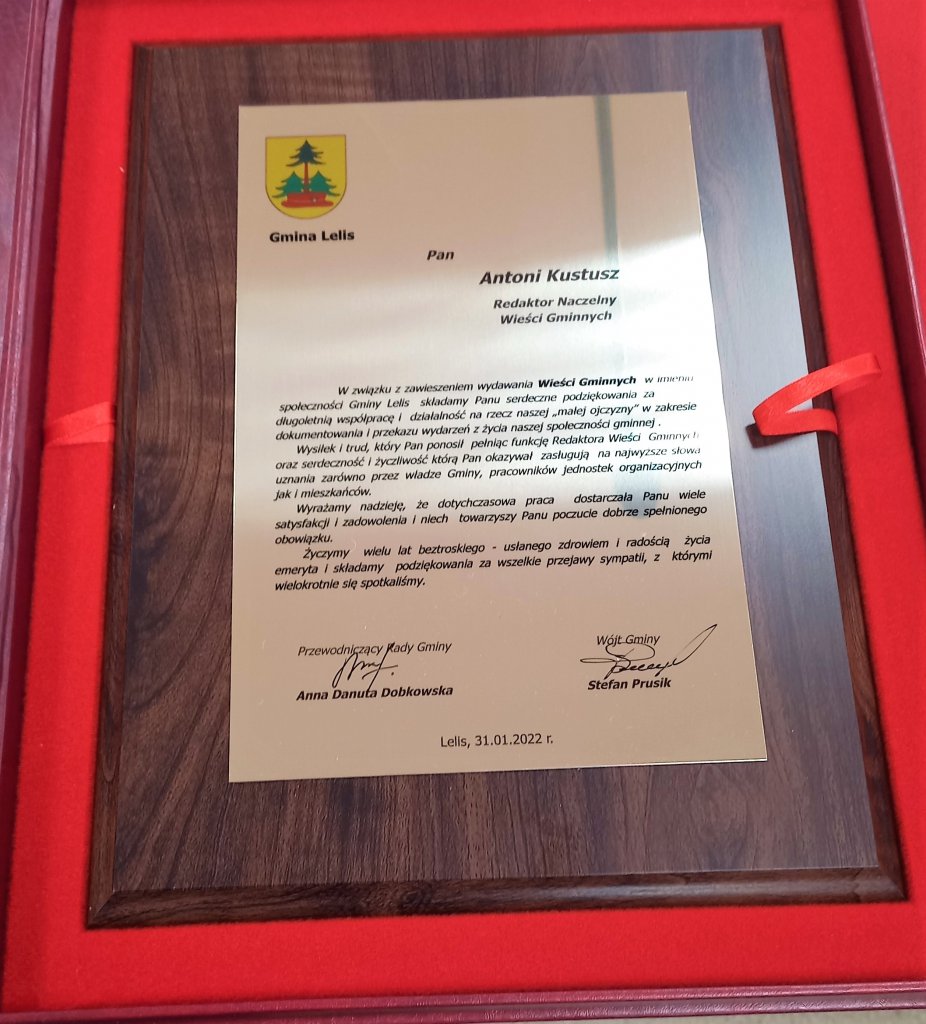 Gmina Lelis
Pan
Antoni Kustusz
Redaktor Naczelny
Wieści Gminnych
W związku z zawieszeniem wydawania Wieści Gminnych w imieniu
społeczności Gminy Lelis składamy Panu serdeczne podziękowania za
długoletnią współpracę i działalność na rzecz naszej „małej ojczyzny” w zakresie
dokumentowania i przekazu wydarzeń z życia naszej społeczności gminnej .
Wysiłek i trud, który Pan ponosił pełniąc funkcję Redaktora Wieści Gminnych
oraz serdeczność i życzliwość którą Pan okazywał zasługują na najwyższe słowa
uznania zarówno przez władze Gminy, pracowników jednostek organizacyjnych
jak i mieszkańców.
Wyrażamy nadzieję, że dotychczasowa praca dostarczała Panu wiele
satysfakcji i zadowolenia i niech towarzyszy Panu poczucie dobrze spełnionego
obowiązku.
Życzymy wielu lat beztroskiego - usłanego zdrowiem i radością życia
emeryta i składamy podziękowania za wszelkie przejawy sympatii, z którymi
wielokrotnie się spotkaliśmy.
Przewodniczący Rady Gminy
Anna Danuta Dobkowska
Wójt Gminy
Stefan Prusik
Lelis, 31.01.2022 r.